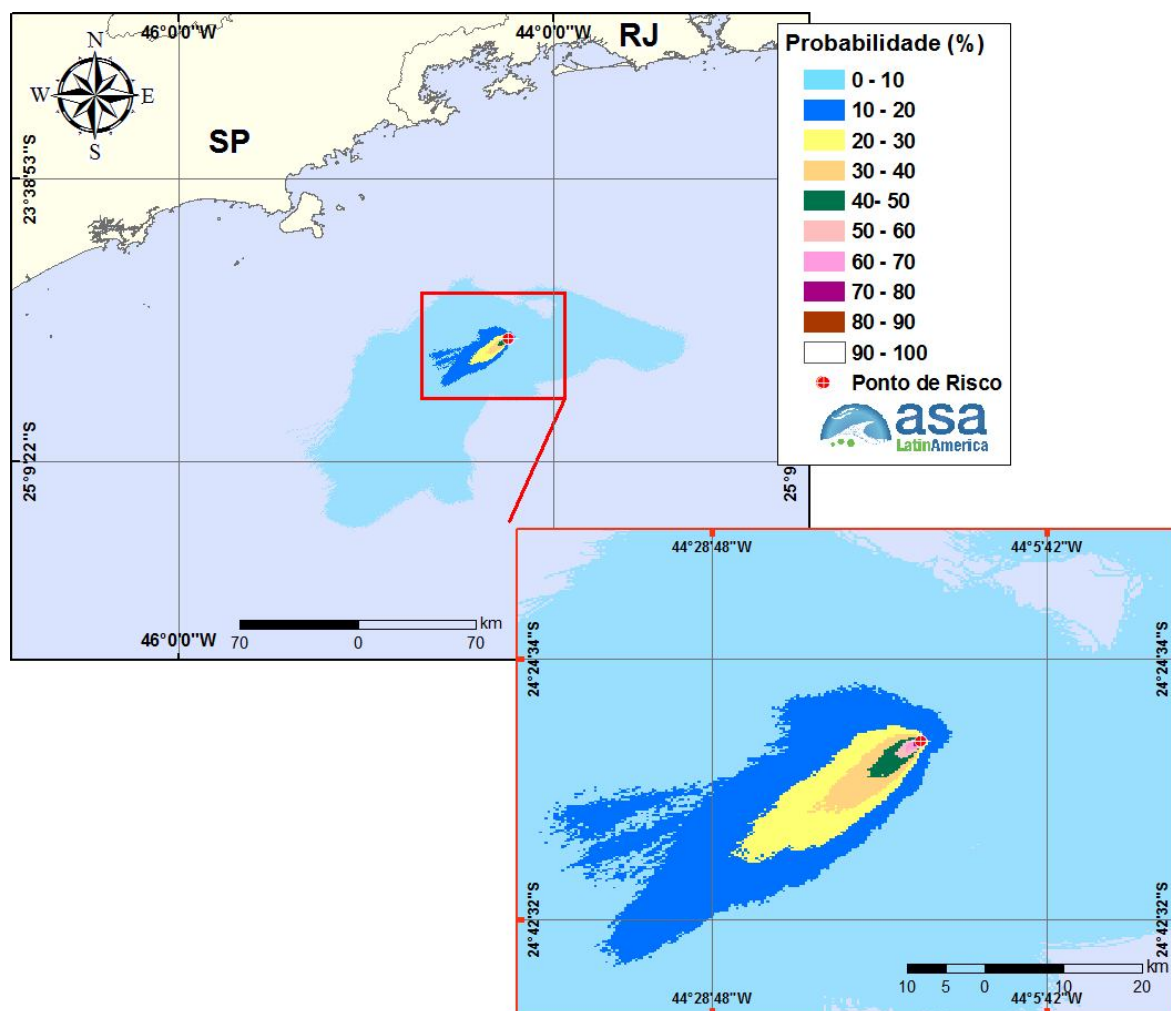 46°0'0"W
44°0'0"W
RJ
N
W
E
S
SP
23°38'53"S
25°9'22"S
25°9
46°0'0"W
70
0
70
km
Probabilidade (%)
0 - 10
10 - 20
20 - 30
30 - 40
40- 50
50 - 60
60 - 70
70 - 80
80 - 90
90 - 100
Ponto de Risco
asa
LatinAmerica
44°28'48"W
44°5'42"W
24°24'34"S
24°24'34"S
24°42'32"S
24°42'32"S
10 5 0 10 20
km
44°28'48"W
44°5'42"W